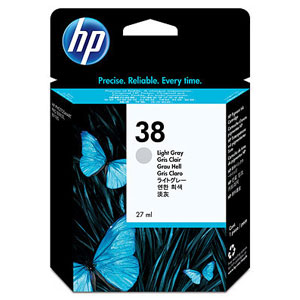 hp
Precise. Reliable. Every time.
38
Light Gray
Gris Clair
Grau Hell
Gris Claro
ライトグレー
연한 회색
淡灰
27 ml